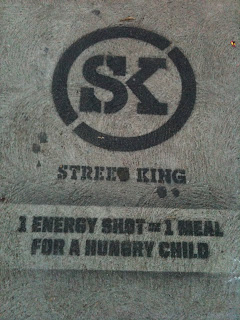 SK
STREET KING
1 ENERGY SHOT = 1 MEAL
FOR A HUNGRY CHILD